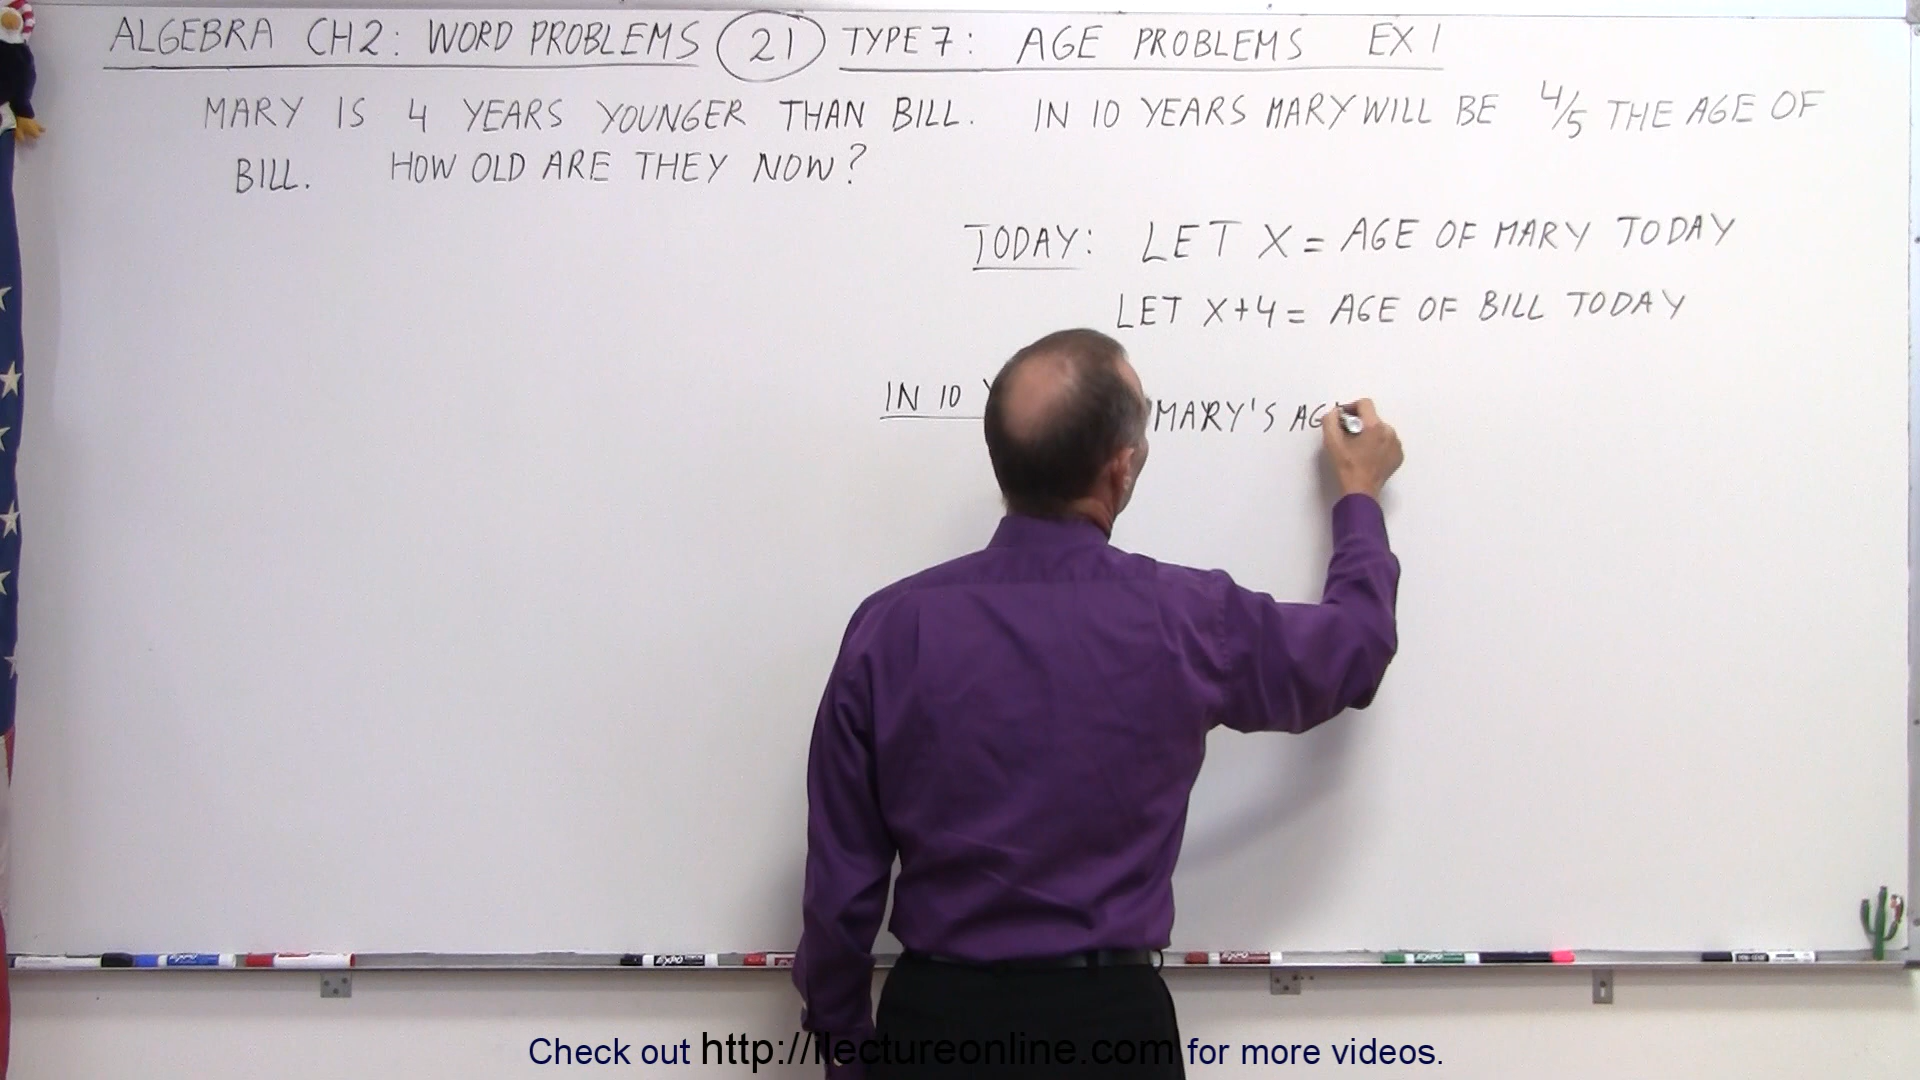 ALGEBRA CH2: WORD PROBLEMS 21 TYPE 7: AGE PROBLEMS EX 1
MARY IS 4 YEARS YOUNGER THAN BILL. IN 10 YEARS MARY WILL BE 4/5 THE AGE OF
BILL. HOW OLD ARE THEY NOW?
TODAY: LET X = AGE OF MARY TODAY
LET X+4 = AGE OF BILL TODAY
IN 10 MARY'S
Check out http://ilectureonline.com for more videos.